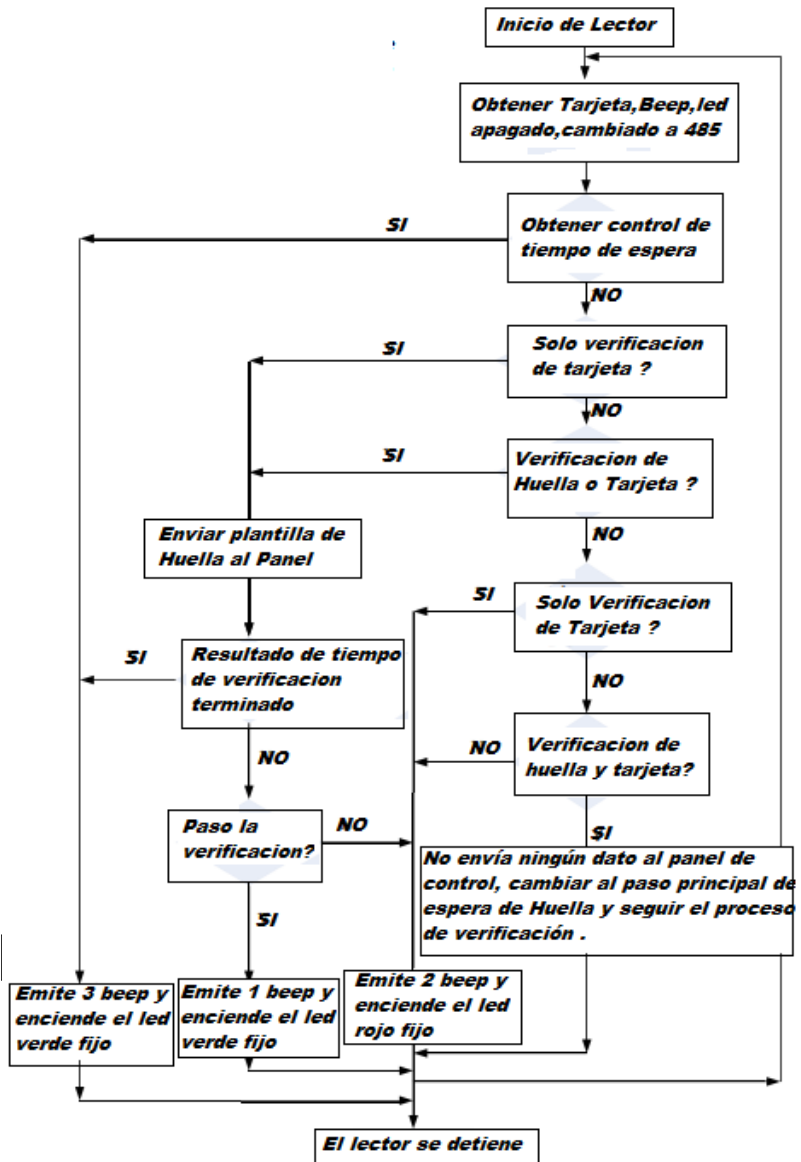 Inicio de Lector
Obtener Tarjeta,Beep,led
apagado,cambiado a 485
Obtener control de
tiempo de espera
SI
NO
Solo verificacion
de tarjeta ?
SI
NO
Verificacion de
Huella o Tarjeta ?
SI
NO
Enviar plantilla de
Huella al Panel
Solo Verificacion
de Tarjeta ?
SI
NO
Resultado de tiempo
de verificacion
terminado
SI
NO
Verificacion de
huella y tarjeta?
NO
SI
Paso la
verificacion?
NO
SI
No envía ningún dato al panel de
control, cambiar al paso principal de
espera de Huella y seguir el proceso
de verificación .
Emite 3 beep y
enciende el led
verde fijo
Emite 1 beep y
enciende el led
verde fijo
Emite 2 beep y
enciende el led
rojo fijo
El lector se detiene